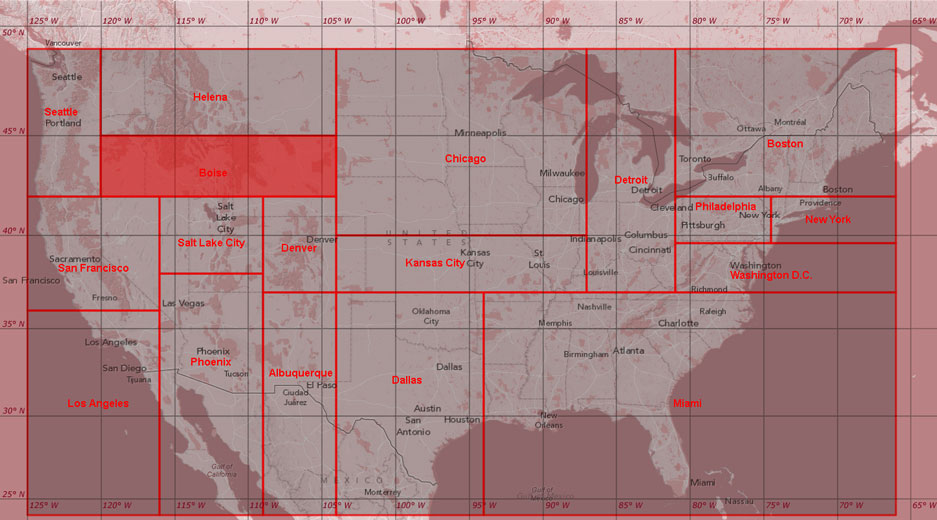 125° W 120° W 115° W 110° W 105° W 100° W 95° W 90° W 85° W 80° W 75° W 70° W 65° W
50° N
Vancouver
Seattle
Helena
Seattle
Portland
Ottawa Montréal
45° N
Minneapolis
Boston
Chicago
Toronto
Milwaukee
Boise
Buffalo
Detroit
Detroit
Albany
Boston
Chicago
Salt
Lake
City
Cleveland
Philadelphia
New York
Providence
New York
Pittsburgh
40° N
UNITED
STATES
Denver
Salt Lake City
Denver
Indianapolis
Columbus
Cincinnati
Sacramento
San Francisco
Kansas City
Kansas
City
St
Louis
Louisville
Washington
Washington D.C.
San Francisco
Fresno
Las Vegas
Richmond
Nashville
Raleigh
35° N
Oklahoma
City
Memphis
Charlotte
Los Angeles
Phoenix
Phoenix
Birmingham
Atlanta
San Diego
Tijuana
Tucson
Albuquerque
El Paso
Dallas
Dallas
Ciudad
Juárez
Los Angeles
Miami
30° N
Austin
San
Antonio
Houston
New
Orleans
Gulf of
California
MEXICO
Monterrey
Gulf of
Miami
25° N
Nassau
125° W 120° W 115° W 110° W 105° W 100° W 95° W 90° W 85° W 80° W 75° W 70° W 65° W